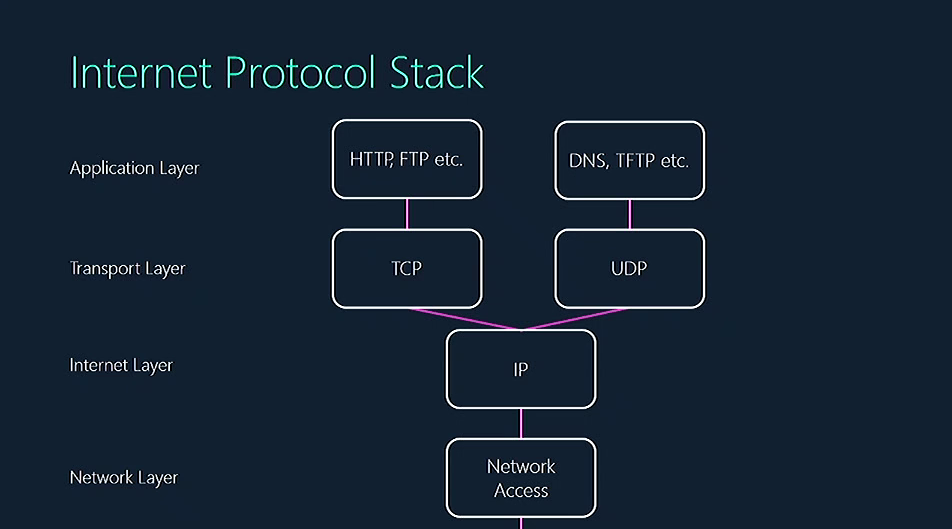 Internet Protocol Stack
Application Layer
HTTP, FTP etc.
DNS, TFTP etc.
Transport Layer
TCP
UDP
Internet Layer
IP
Network Layer
Network
Access